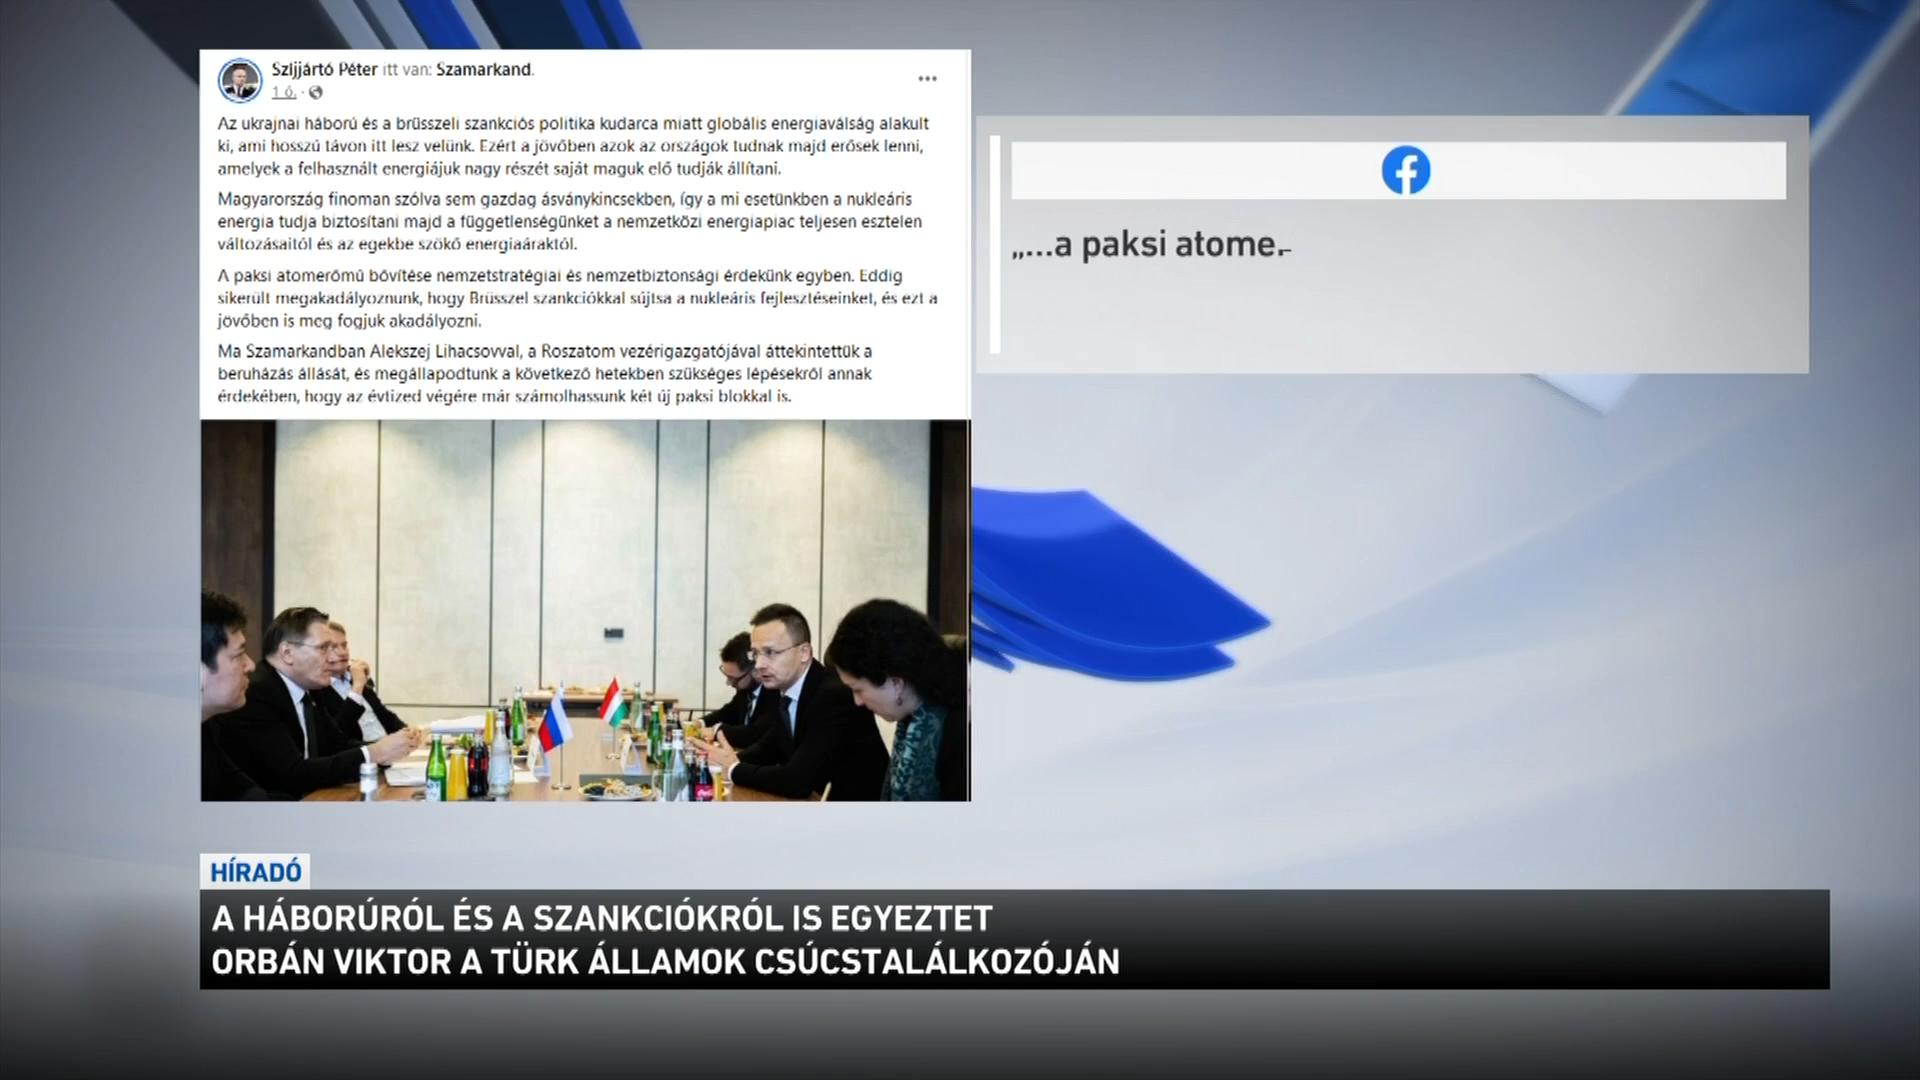 Szijjártó Péter itt van: Szamarkand.
1 ó.
Az ukrajnai háború és a brüsszeli szankciós politika kudarca miatt globális energiaválság alakult
ki, ami hosszú távon itt lesz velünk. Ezért a jövőben azok az országok tudnak majd erősek lenni,
amelyek a felhasznált energiájuk nagy részét saját maguk elő tudják állítani.
Magyarország finoman szólva sem gazdag ásványkincsekben, így a mi esetünkben a nukleáris
energia tudja biztosítani majd a függetlenségünket a nemzetközi energiapiac teljesen esztelen
változásaitól és az egekbe szökő energiaáraktól.
A paksi atomerőmű bővítése nemzetstratégiai és nemzetbiztonsági érdekünk egyben. Eddig
sikerült megakadályoznunk, hogy Brüsszel szankciókkal sújtsa a nukleáris fejlesztéseinket, és ezt a
jövőben is meg fogjuk akadályozni.
Ma Szamarkandban Alekszej Lihacsovval, a Roszatom vezérigazgatójával áttekintettük a
beruházás állását, és megállapodtunk a következő hetekben szükséges lépésekről annak
érdekében, hogy az évtized végére már számolhassunk két új paksi blokkal is.
„...a paksi atome
HÍRADÓ
A HÁBORÚRÓL ÉS A SZANKCIÓKRÓL IS EGYEZTET
ORBÁN VIKTOR A TÜRK ÁLLAMOK CSÚCSTALÁLKOZÓJÁN